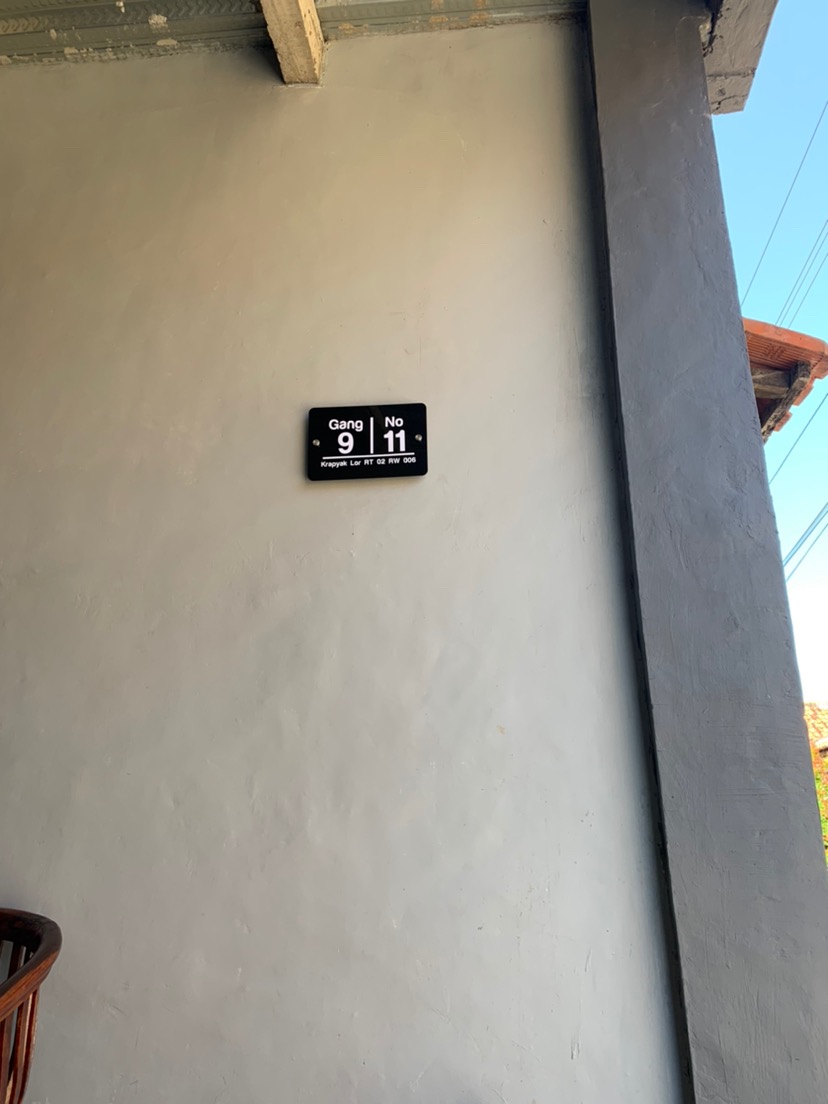 Gang No
9 11
Krapyak Lor RT 02 RW 006